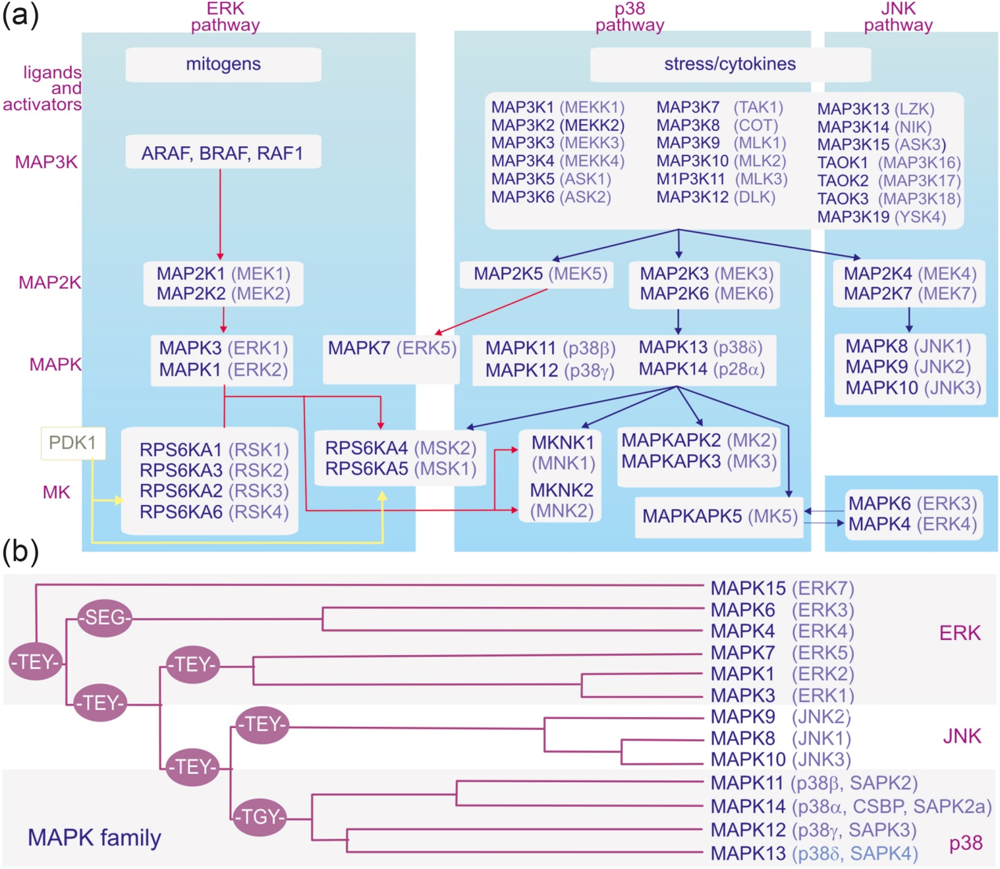 (a)
ERK
pathway
p38
pathway
JNK
pathway
ligands
and
activators
mitogens
stress/cytokines
MAP3K
ARAF, BRAF, RAF1
MAP3K1 (MEKK1)
MAP3K2 (MEKK2)
MAP3K3 (MEKK3)
MAP3K4 (MEKK4)
MAP3K5 (ASK1)
MAP3K6 (ASK2)
MAP3K7 (TAK1)
MAP3K8 (COT)
MAP3K9 (MLK1)
MAP3K10 (MLK2)
M1P3K11 (MLK3)
MAP3K12 (DLK)
MAP3K13 (LZK)
MAP3K14 (NIK)
MAP3K15 (ASK3)
TAOK1 (MAP3K16)
TAOK2 (MAP3K17)
TAOK3 (MAP3K18)
MAP3K19 (YSK4)
MAP2K
MAP2K1 (MEK1)
MAP2K2 (MEK2)
MAP2K5 (MEK5)
MAP2K3 (MEK3)
MAP2K6 (MEK6)
MAP2K4 (MEK4)
MAP2K7 (MEK7)
MAPK
MAPK3 (ERK1)
MAPK1 (ERK2)
MAPK7 (ERK5)
MAPK11 (p38β)
MAPK12 (p38γ)
MAPK13 (p38δ)
MAPK14 (p28α)
MAPK8 (JNK1)
MAPK9 (JNK2)
MAPK10 (JNK3)
PDK1
MK
RPS6KA1 (RSK1)
RPS6KA3 (RSK2)
RPS6KA2 (RSK3)
RPS6KA6 (RSK4)
RPS6KA4 (MSK2)
RPS6KA5 (MSK1)
MKNK1
(MNK1)
MKNK2
(MNK2)
MAPKAPK2 (MK2)
MAPKAPK3 (MK3)
MAPKAPK5 (MK5)
MAPK6 (ERK3)
MAPK4 (ERK4)
(b)
-TEY-
-SEG-
-TEY-
-TEY-
-TEY-
-TEY-
-TGY-
MAPK15 (ERK7)
MAPK6 (ERK3)
MAPK4 (ERK4)
MAPK7 (ERK5)
MAPK1 (ERK2)
MAPK3 (ERK1)
ERK
MAPK9 (JNK2)
MAPK8 (JNK1)
MAPK10 (JNK3)
JNK
MAPK11 (p38β, SAPK2)
MAPK14 (p38α, CSBP, SAPK2a)
MAPK12 (p38γ, SAPK3)
MAPK13 (p38δ, SAPK4)
p38
MAPK family